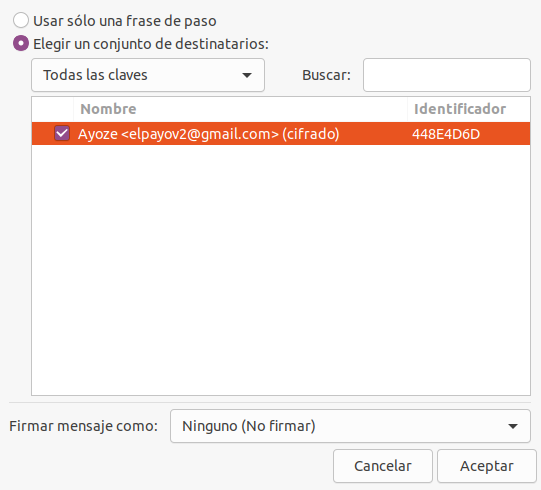 Usar sólo una frase de paso
Elegir un conjunto de destinatarios:
Todas las claves Buscar:
Nombre Identificador
Ayoze <elpayov2@gmail.com> (cifrado) 448E4D6D
Firmar mensaje como: Ninguno (No firmar)
Cancelar Aceptar